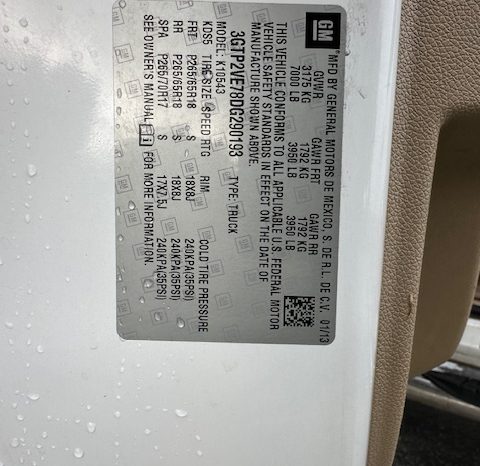 GM
MFD BY GENERAL MOTORS DE MEXICO, S. DE R.L. DE C.V. 01/13
GVWR GAWR FRT GAWR RR
3175 KG 1792 KG 1792 KG
7000 LB 3950 LB 3950 LB
THIS VEHICLE CONFORMS TO ALL APPLICABLE U.S. FEDERAL MOTOR
VEHICLE SAFETY STANDARDS IN EFFECT ON THE DATE OF
MANUFACTURE SHOWN ABOVE.
3GTP2VE78DG290193 TYPE: TRUCK
MODEL: K10543
KDS5 TIRE SIZE SPEED RTG RIM COLD TIRE PRESSURE
FRT P265/65R18 S 18X8J 240KPA(35PSI)
RR P265/65R18 S 18X8J 240KPA(35PSI)
SPA P265/70R17 S 17X7.5J 240KPA(35PSI)
SEE OWNER'S MANUAL i FOR MORE INFORMATION.